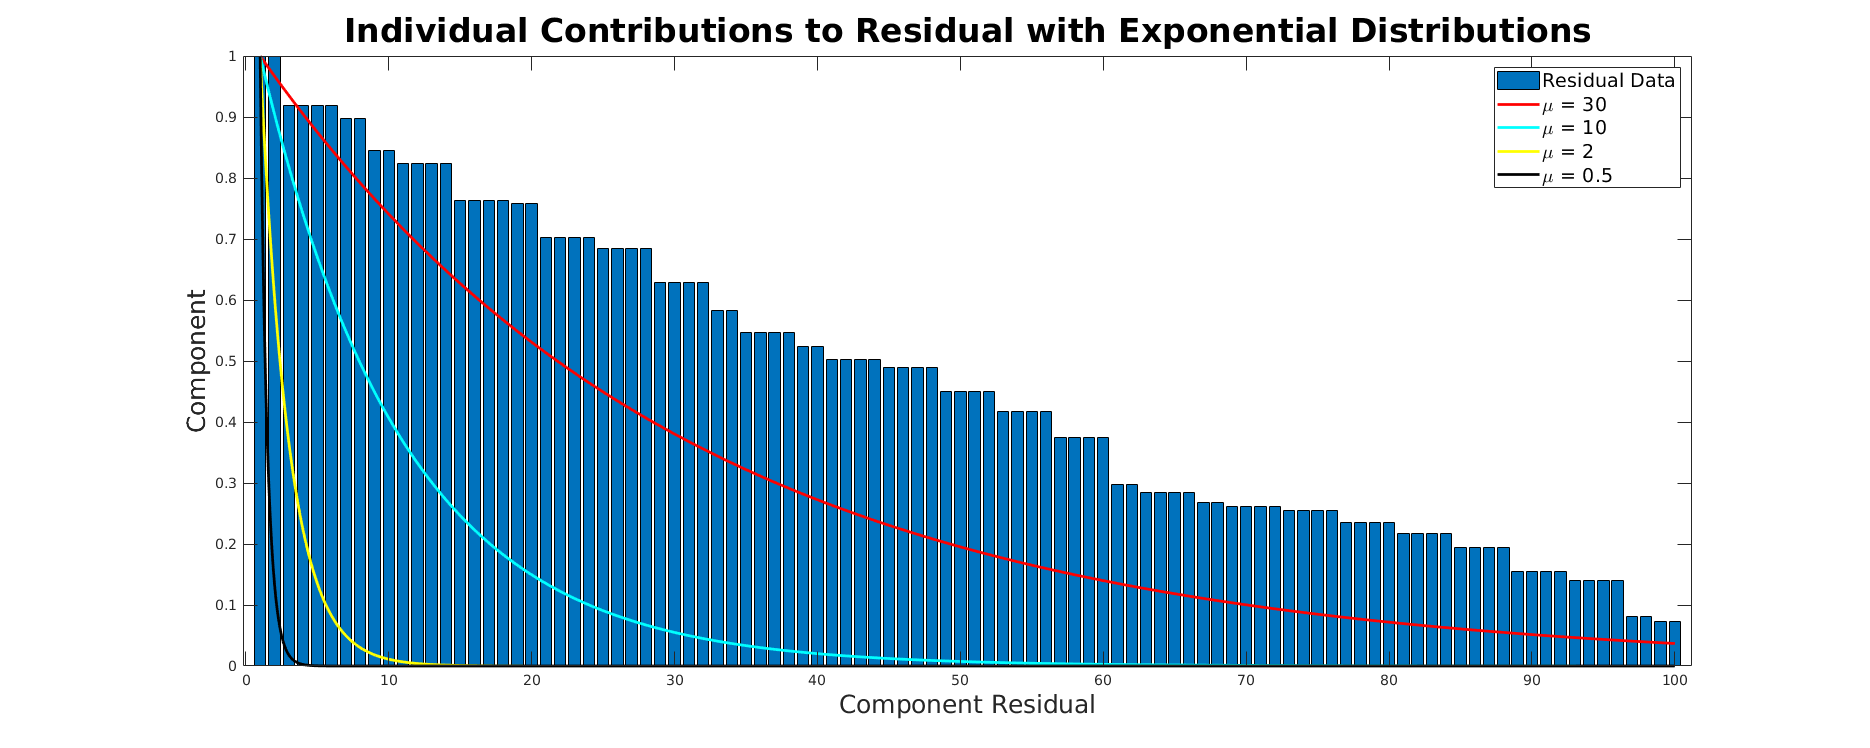 Individual Contributions to Residual with Exponential Distributions
1
0.9
0.8
0.7
0.6
0.5
0.4
0.3
0.2
0.1
0
Component
0 10 20 30 40 50 60 70 80 90 100
Component Residual
Residual Data
μ = 30
μ = 10
μ = 2
μ = 0.5